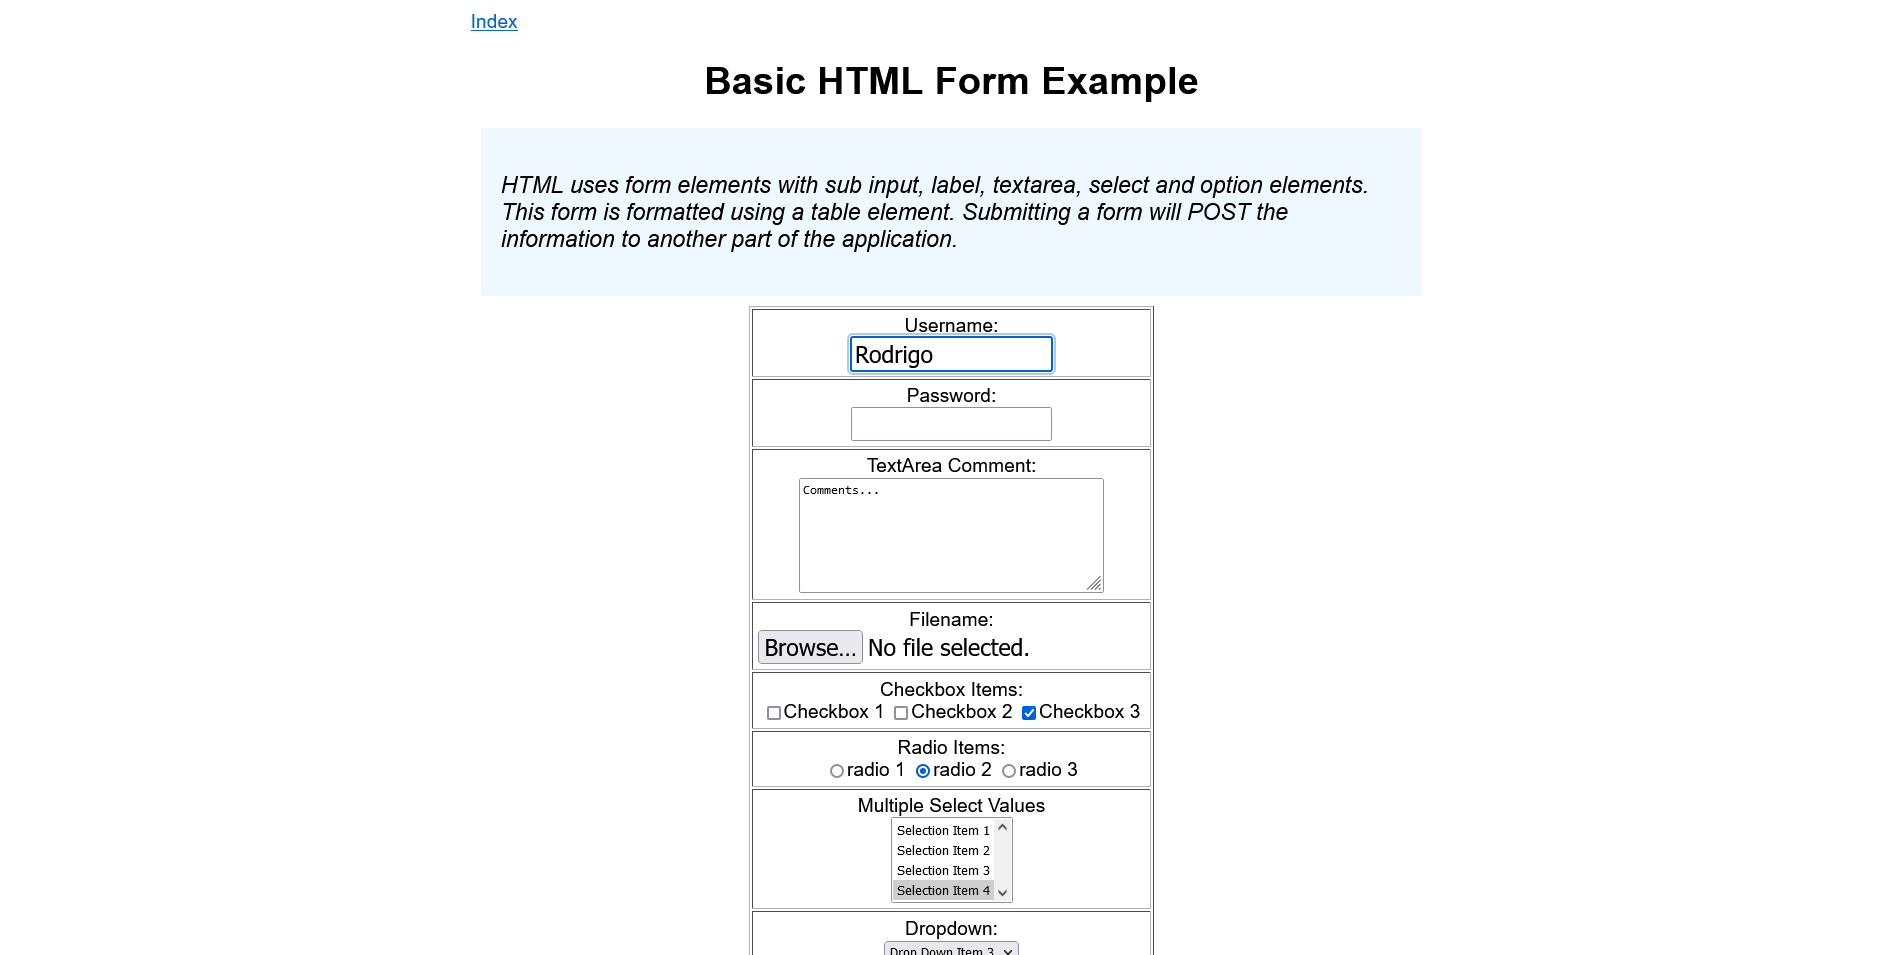 Index
Basic HTML Form Example
HTML uses form elements with sub input, label, textarea, select and option elements.
This form is formatted using a table element. Submitting a form will POST the
information to another part of the application.
Username:
Rodrigo
Password:
TextArea Comment:
Comments...
Filename:
Browse... No file selected.
Checkbox Items:
Checkbox 1 Checkbox 2 Checkbox 3
Radio Items:
radio 1 radio 2 radio 3
Multiple Select Values
Selection Item 1
Selection Item 2
Selection Item 3
Selection Item 4
Dropdown:
Drop Down Item 3